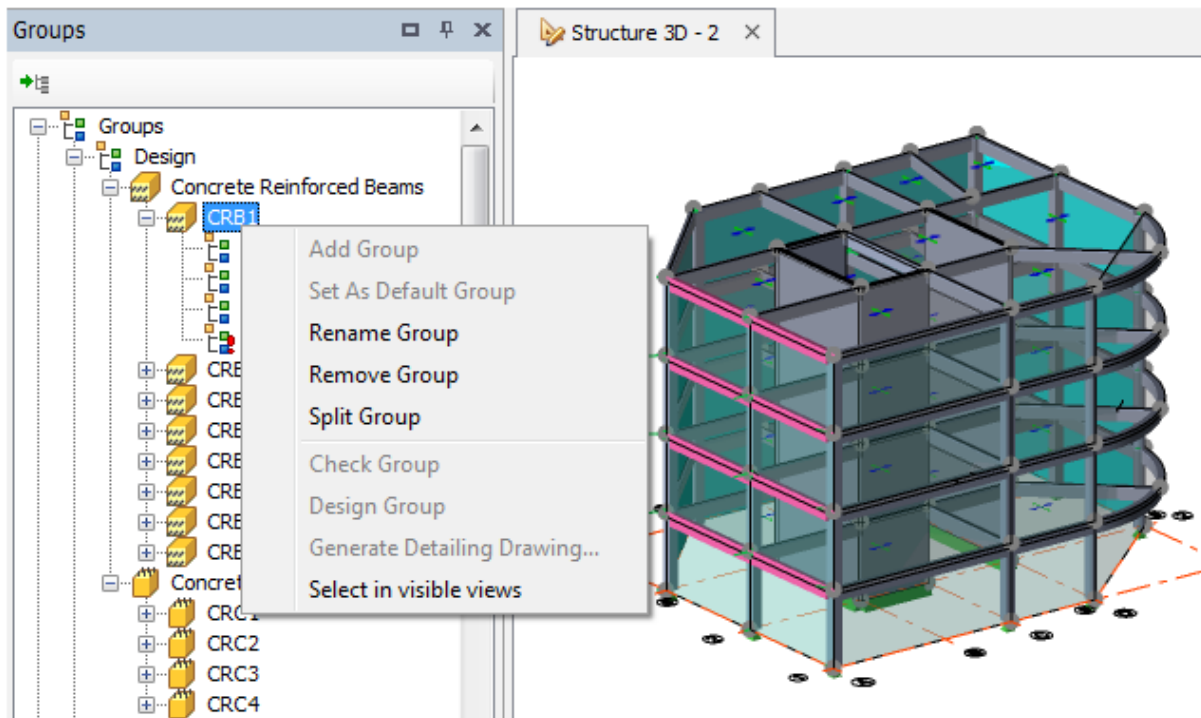 Groups
Structure 3D - 2
Groups
Design
Concrete Reinforced Beams
CRB1
Add Group
Set As Default Group
Rename Group
Remove Group
Split Group
Check Group
Design Group
Generate Detailing Drawing...
Select in visible views
CRC2
CRC3
CRC4